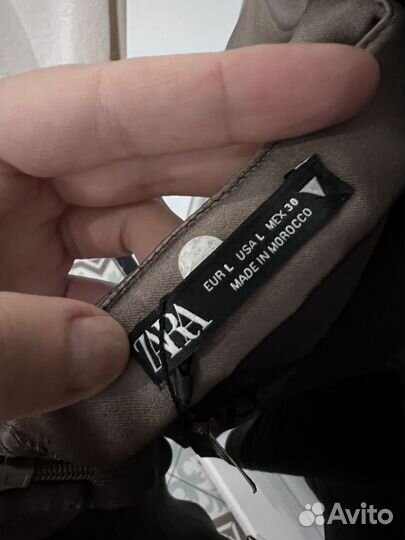 ZARA
EUR L USA L MEX 30
MADE IN MOROCCO
Avito